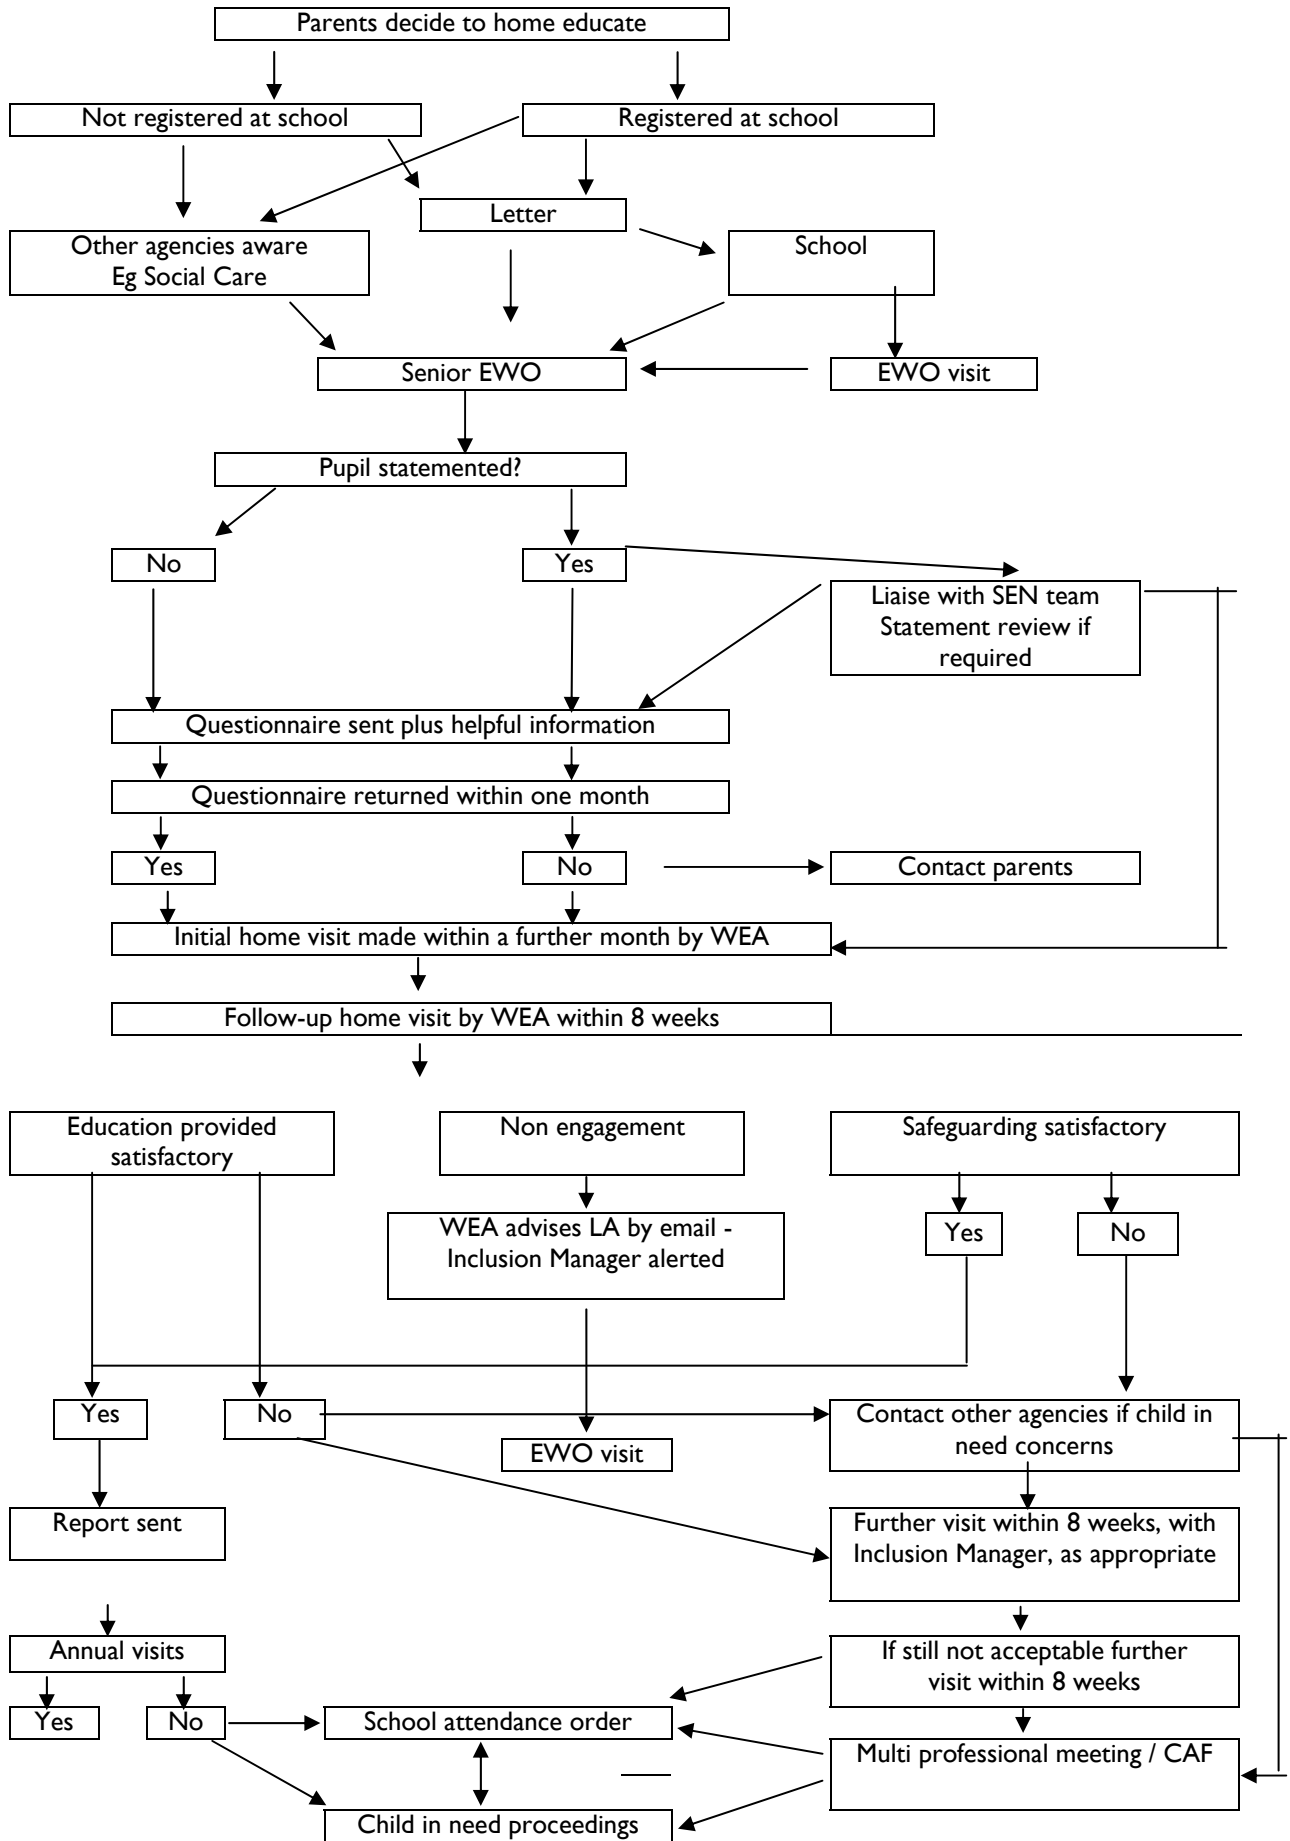 Parents decide to home educate
Not registered at school
Registered at school
Letter
Other agencies aware
Eg Social Care
School
Senior EWO
EWO visit
Pupil statemented?
No
Yes
Liaise with SEN team
Statement review if
required
Questionnaire sent plus helpful information
Questionnaire returned within one month
Yes
No
Contact parents
Initial home visit made within a further month by WEA
Follow-up home visit by WEA within 8 weeks
Education provided
satisfactory
Non engagement
Safeguarding satisfactory
WEA advises LA by email -
Inclusion Manager alerted
Yes
No
Yes
No
EWO visit
Contact other agencies if child in
need concerns
Report sent
Further visit within 8 weeks, with
Inclusion Manager, as appropriate
Annual visits
If still not acceptable further
visit within 8 weeks
Yes
No
School attendance order
Multi professional meeting / CAF
Child in need proceedings